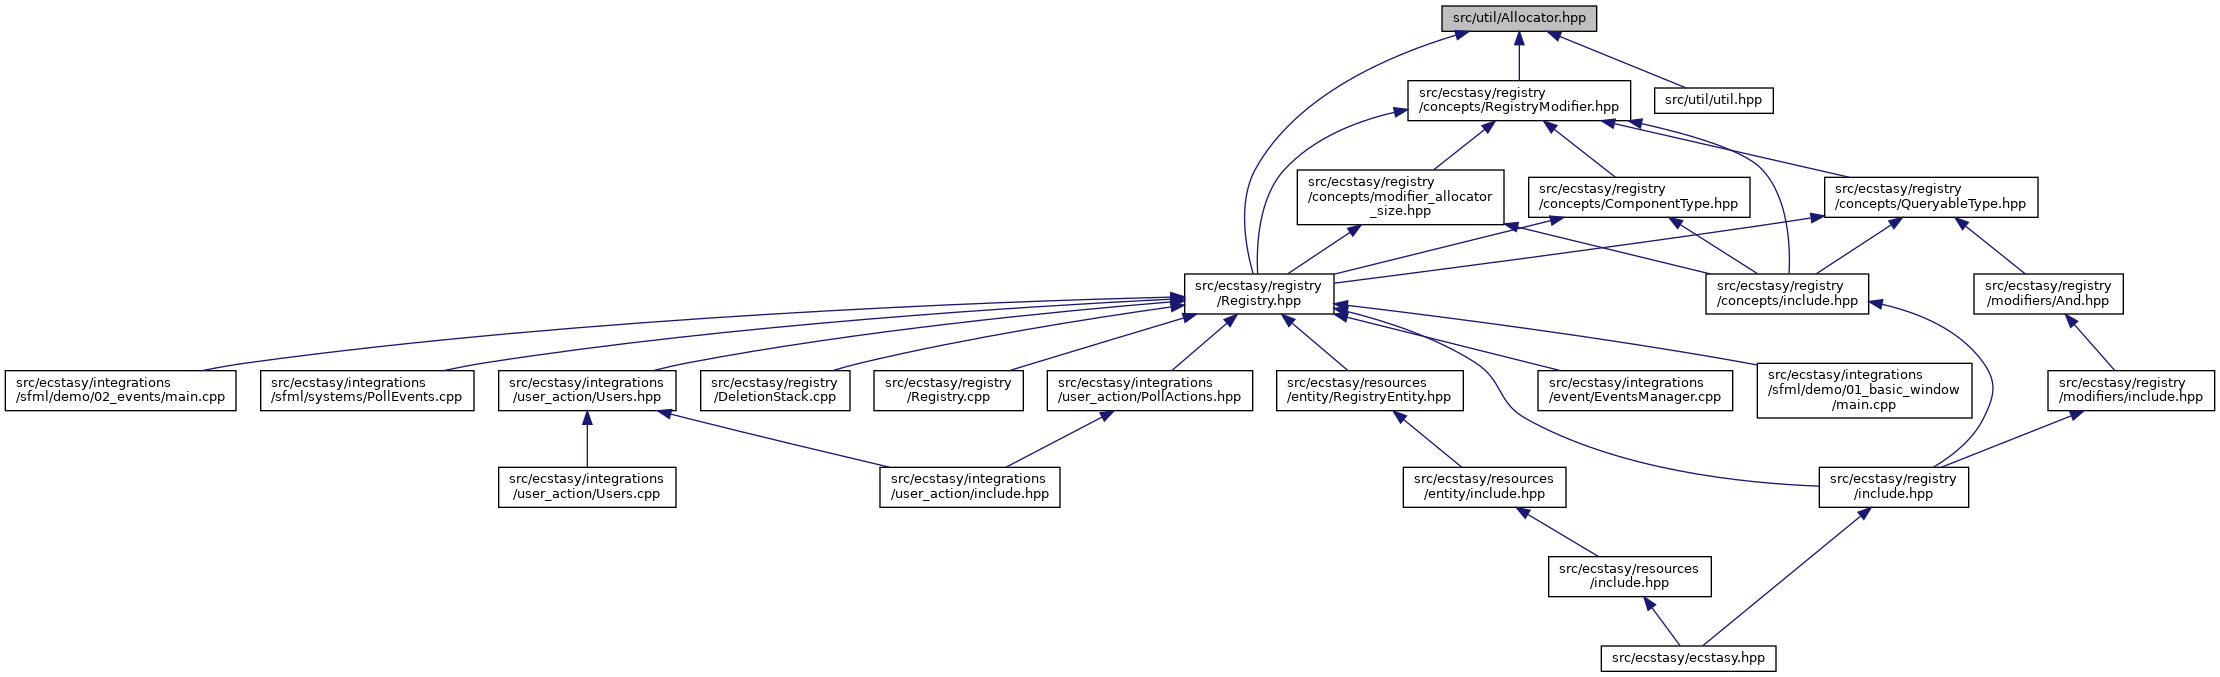 src/util/Allocator.hpp
src/ecstasy/registry
/concepts/RegistryModifier.hpp
src/util/util.hpp
src/ecstasy/registry
/concepts/modifier_allocator
_size.hpp
src/ecstasy/registry
/concepts/ComponentType.hpp
src/ecstasy/registry
/concepts/QueryableType.hpp
src/ecstasy/registry
/Registry.hpp
src/ecstasy/registry
/concepts/include.hpp
src/ecstasy/registry
/modifiers/And.hpp
src/ecstasy/integrations
/sfml/demo/02_events/main.cpp
src/ecstasy/integrations
/sfml/systems/PollEvents.cpp
src/ecstasy/integrations
/user_action/Users.hpp
src/ecstasy/registry
/DeletionStack.cpp
src/ecstasy/registry
/Registry.cpp
src/ecstasy/integrations
/user_action/PollActions.hpp
src/ecstasy/resources
/entity/RegistryEntity.hpp
src/ecstasy/integrations
/event/EventsManager.cpp
src/ecstasy/integrations
/sfml/demo/01_basic_window
/main.cpp
src/ecstasy/registry
/modifiers/include.hpp
src/ecstasy/integrations
/user_action/Users.cpp
src/ecstasy/integrations
/user_action/include.hpp
src/ecstasy/resources
/entity/include.hpp
src/ecstasy/registry
/include.hpp
src/ecstasy/resources
/include.hpp
src/ecstasy/ecstasy.hpp